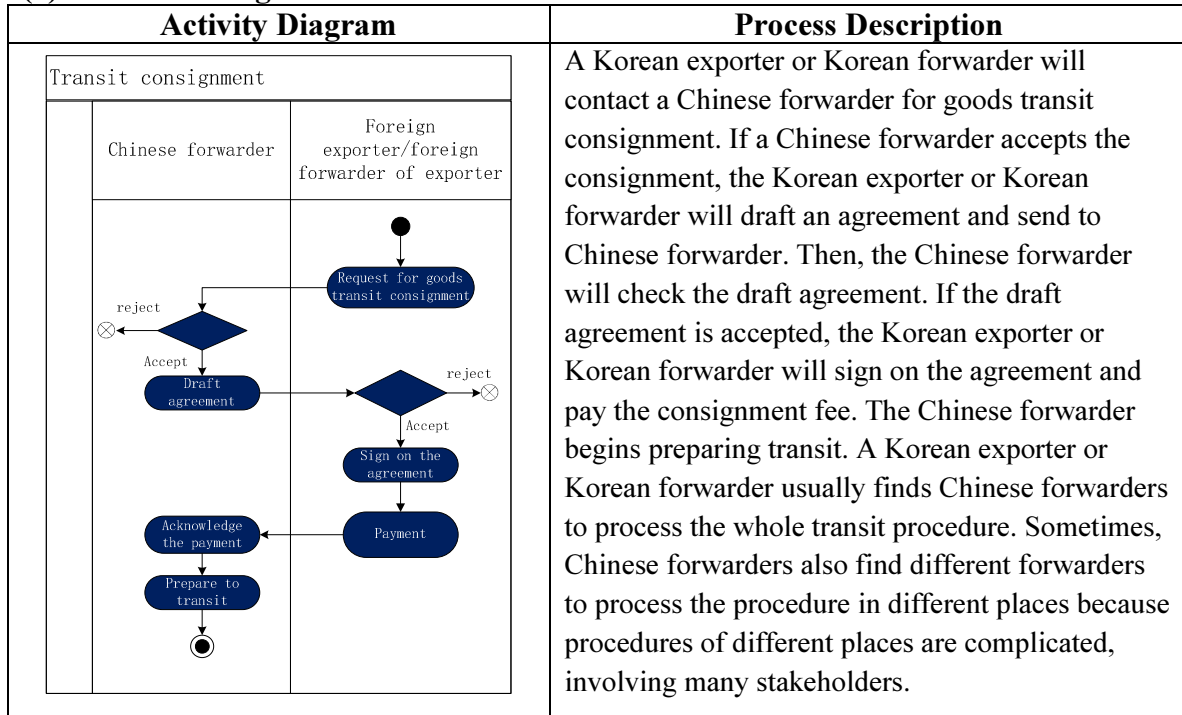 Activity Diagram
Process Description
Transit consignment
Chinese forwarder
Foreign
exporter/foreign
forwarder of exporter
Request for goods
transit consignment
reject
Accept
Draft
agreement
reject
Accept
Sign on the
agreement
Acknowledge
the payment
Payment
Prepare to
transit
A Korean exporter or Korean forwarder will
contact a Chinese forwarder for goods transit
consignment. If a Chinese forwarder accepts the
consignment, the Korean exporter or Korean
forwarder will draft an agreement and send to
Chinese forwarder. Then, the Chinese forwarder
will check the draft agreement. If the draft
agreement is accepted, the Korean exporter or
Korean forwarder will sign on the agreement and
pay the consignment fee. The Chinese forwarder
begins preparing transit. A Korean exporter or
Korean forwarder usually finds Chinese forwarders
to process the whole transit procedure. Sometimes,
Chinese forwarders also find different forwarders
to process the procedure in different places because
procedures of different places are complicated,
involving many stakeholders.